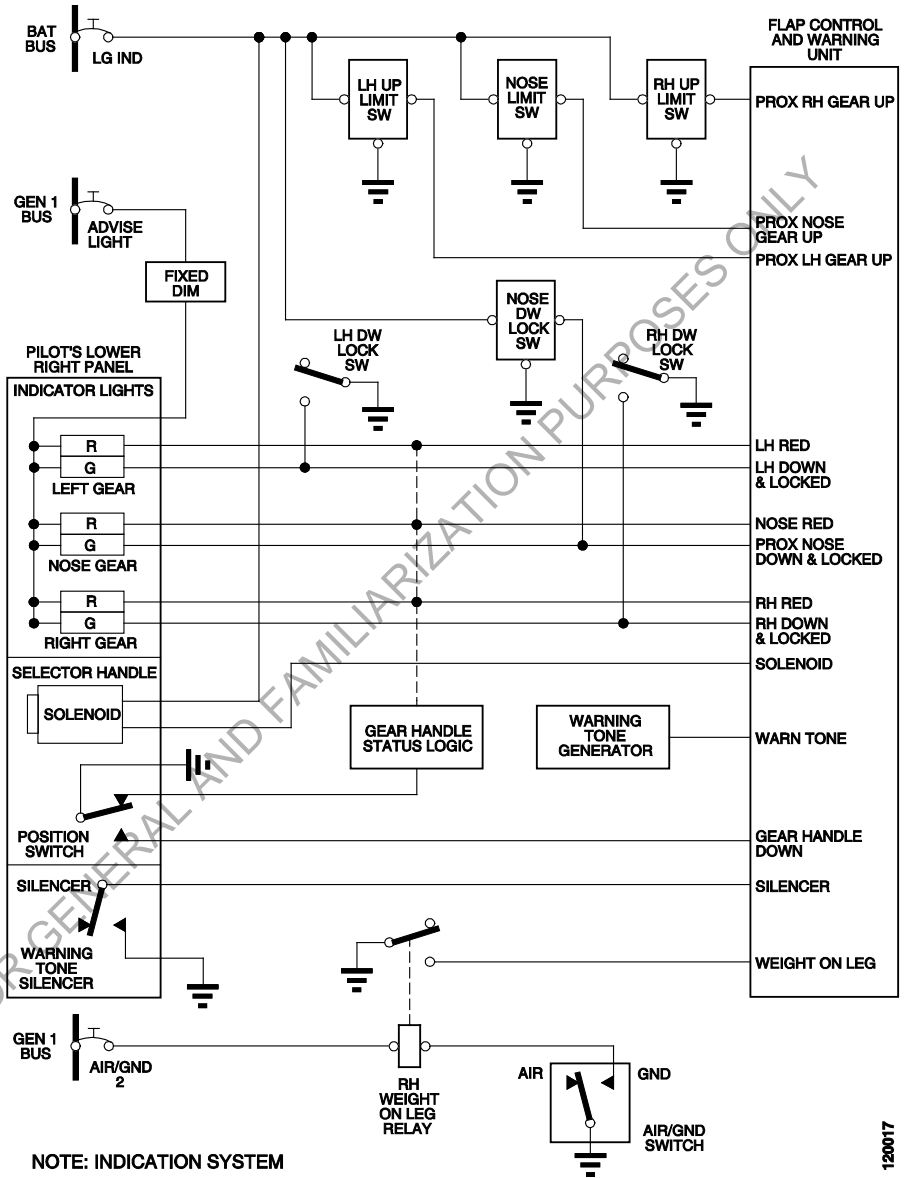 BAT
BUS
LG IND
FLAP CONTROL
AND WARNING
UNIT
LH UP
LIMIT
SW
NOSE
LIMIT
SW
RH UP
LIMIT
SW
PROX RH GEAR UP
GEN 1
BUS
ADVISE
LIGHT
PROX NOSE
GEAR UP
PROX LH GEAR UP
FIXED
DIM
NOSE
DW
LOCK
SW
LH DW
LOCK
SW
RH DW
LOCK
SW
PILOT'S LOWER
RIGHT PANEL
INDICATOR LIGHTS
R
G
LEFT GEAR
LH RED
LH DOWN
& LOCKED
R
G
NOSE GEAR
NOSE RED
PROX NOSE
DOWN & LOCKED
R
G
RIGHT GEAR
RH RED
RH DOWN
& LOCKED
SELECTOR HANDLE
SOLENOID
SOLENOID
GEAR HANDLE
STATUS LOGIC
WARNING
TONE
GENERATOR
WARN TONE
POSITION
SWITCH
GEAR HANDLE
DOWN
SILENCER
SILENCER
WARNING
TONE
SILENCER
WEIGHT ON LEG
GEN 1
BUS
AIR/GND
2
RH
WEIGHT
ON LEG
RELAY
AIR
GND
AIR/GND
SWITCH
NOTE: INDICATION SYSTEM
120017
OR GENERAL AND FAMILIARIZATION PURPOSES ONLY